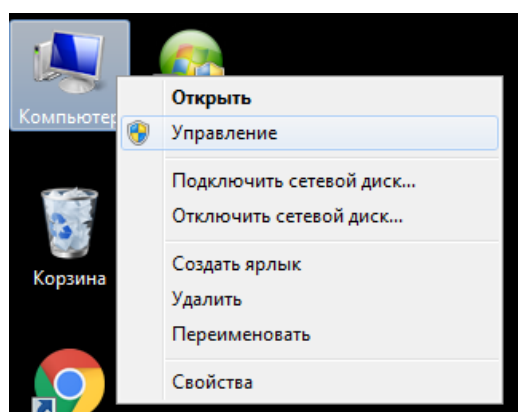 Компьютер
Открыть
Управление
Подключить сетевой диск...
Отключить сетевой диск...
Корзина
Создать ярлык
Удалить
Переименовать
Свойства